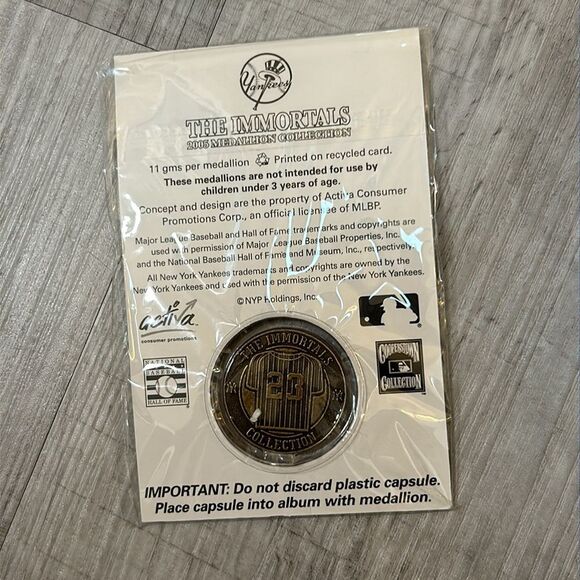 Yankees
THE IMMORTALS
2005 MEDALLION COLLECTION
11 gms per medallion Printed on recycled card.
These medallions are not intended for use by
children under 3 years of age.
Concept and design are the property of Activa Consumer
Promotions Corp., an official licensee of MLBP.
Major League Baseball and Hall of Fame trademarks and copyrights are
used with permission of Major League Baseball Properties, Inc.
and the National Baseball Hall of Fame and Museum, Inc., respectively.
All New York Yankees trademarks and copyrights are owned by the
New York Yankees and used with the permission of the New York Yankees.
©NYP Holdings, Inc.
activa
consumer promotions
NATIONAL
BASEBALL
HALL OF FAME
COOPERSTOWN
COLLECTION
THE IMMORTALS
23
COLLECTION
IMPORTANT: Do not discard plastic capsule.
Place capsule into album with medallion.